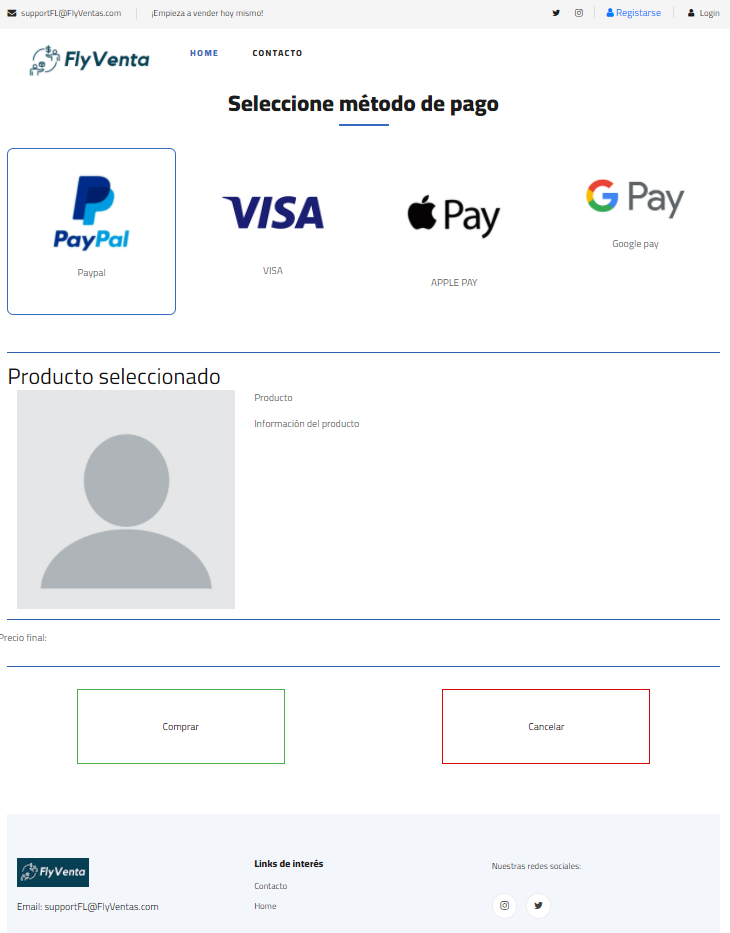 supportFL@FlyVentas.com ¡Empieza a vender hoy mismo! Registarse Login
FlyVenta HOME CONTACTO
Seleccione método de pago
PayPal VISA Pay G Pay
Paypal VISA APPLE PAY Google pay
Producto seleccionado
Producto
Información del producto
Precio final:
Comprar Cancelar
FlyVenta Links de interés Nuestras redes sociales:
Contacto
Email: supportFL@FlyVentas.com Home